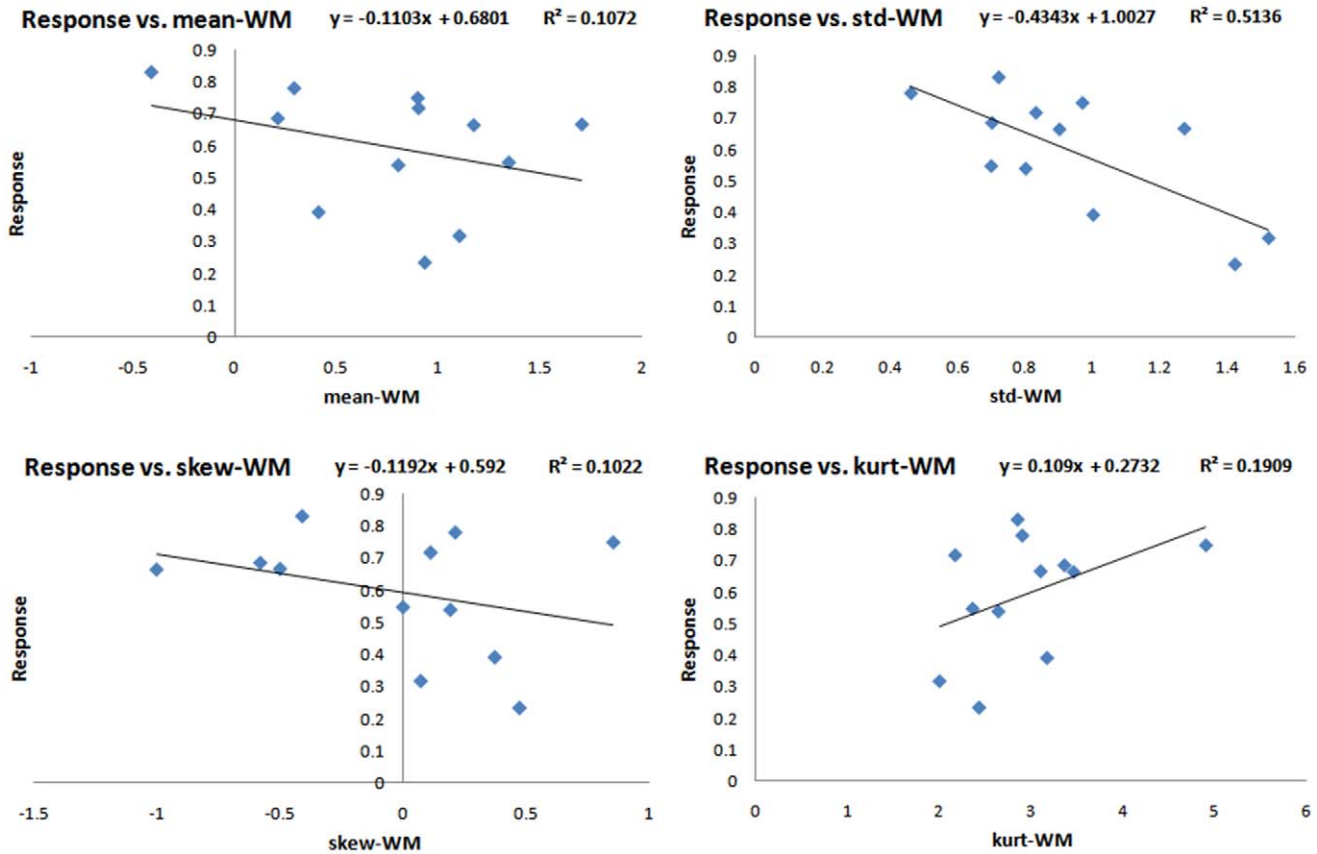 Response vs. mean-WM y = -0.1103x + 0.6801 R² = 0.1072
0.9
0.8
0.7
0.6
0.5
0.4
0.3
0.2
0.1
0
Response
-1 -0.5 0 0.5 1 1.5 2
mean-WM
Response vs. std-WM y = -0.4343x + 1.0027 R² = 0.5136
0.9
0.8
0.7
0.6
0.5
0.4
0.3
0.2
0.1
0
Response
0 0.2 0.4 0.6 0.8 1 1.2 1.4 1.6
std-WM
Response vs. skew-WM y = -0.1192x + 0.592 R² = 0.1022
0.9
0.8
0.7
0.6
0.5
0.4
0.3
0.2
0.1
0
Response
-1.5 -1 -0.5 0 0.5 1
skew-WM
Response vs. kurt-WM y = 0.109x + 0.2732 R² = 0.1909
0.9
0.8
0.7
0.6
0.5
0.4
0.3
0.2
0.1
0
Response
0 1 2 3 4 5 6
kurt-WM